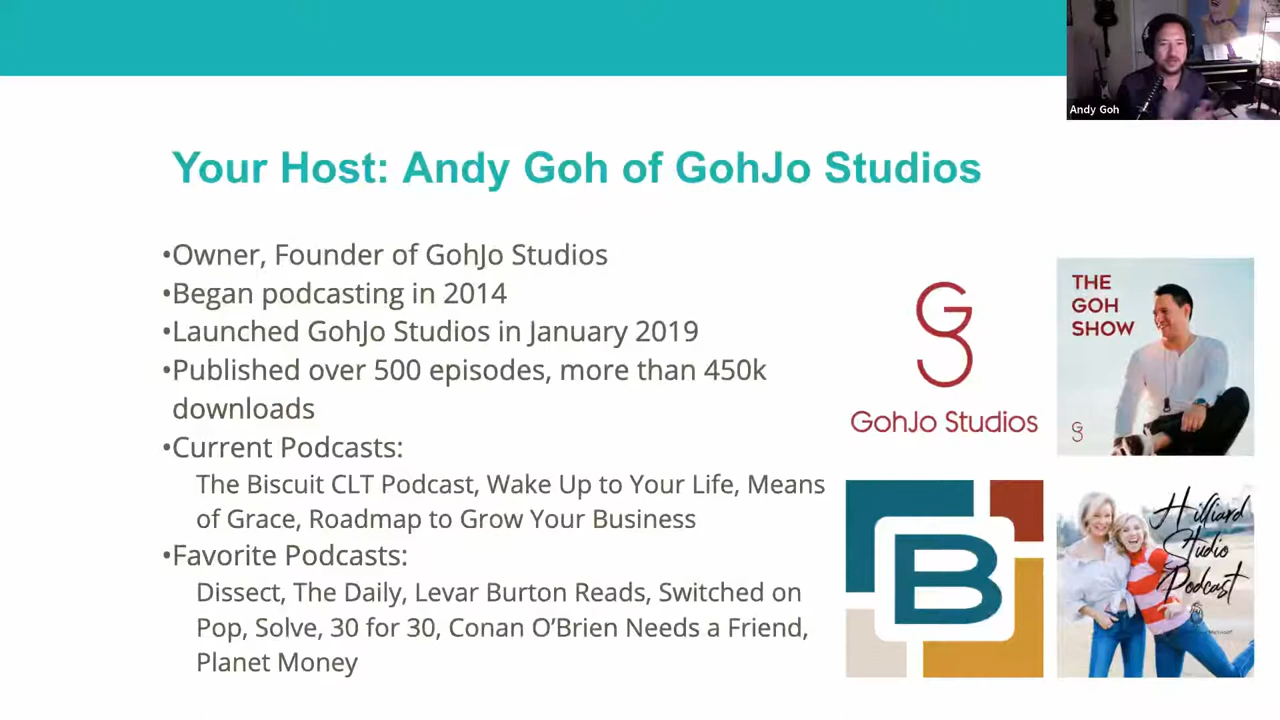 Andy Goh
Your Host: Andy Goh of GohJo Studios
•Owner, Founder of GohJo Studios
•Began podcasting in 2014
•Launched GohJo Studios in January 2019
•Published over 500 episodes, more than 450k
downloads
•Current Podcasts:
The Biscuit CLT Podcast, Wake Up to Your Life, Means
of Grace, Roadmap to Grow Your Business
•Favorite Podcasts:
Dissect, The Daily, Levar Burton Reads, Switched on
Pop, Solve, 30 for 30, Conan O’Brien Needs a Friend,
Planet Money
GohJo Studios
THE
GOH
SHOW
B
Hilliard
Studio
Podcast